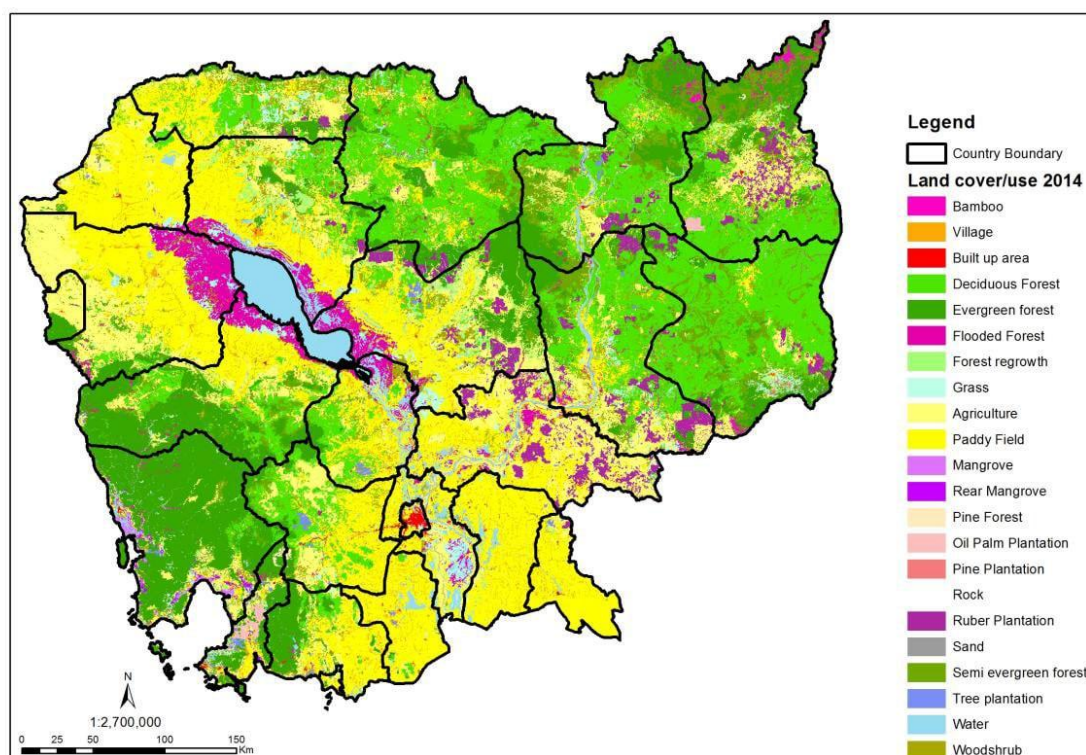 Legend
Country Boundary
Land cover/use 2014
Bamboo
Village
Built up area
Deciduous Forest
Evergreen forest
Flooded Forest
Forest regrowth
Grass
Agriculture
Paddy Field
Mangrove
Rear Mangrove
Pine Forest
Oil Palm Plantation
Pine Plantation
Rock
Ruber Plantation
Sand
Semi evergreen forest
Tree plantation
Water
Woodshrub
N
1:2,700,000
0 25 50 100 150
Km